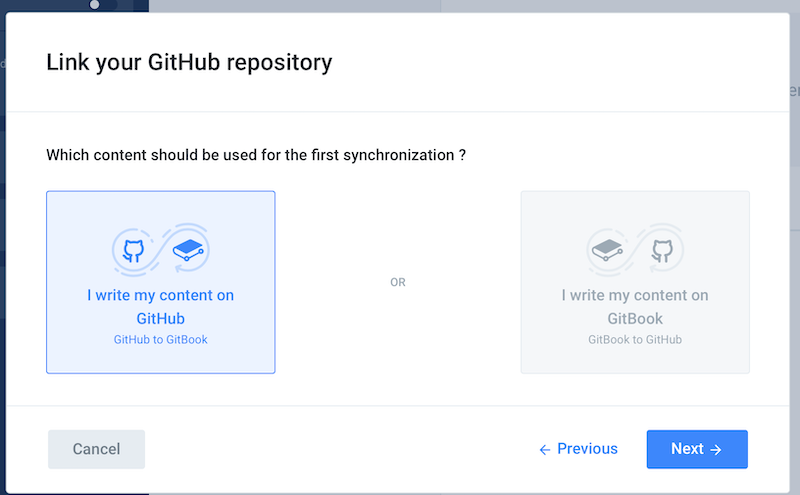 Link your GitHub repository
Which content should be used for the first synchronization ?
I write my content on
GitHub
GitHub to GitBook
OR
I write my content on
GitBook
GitBook to GitHub
Cancel
← Previous
Next →